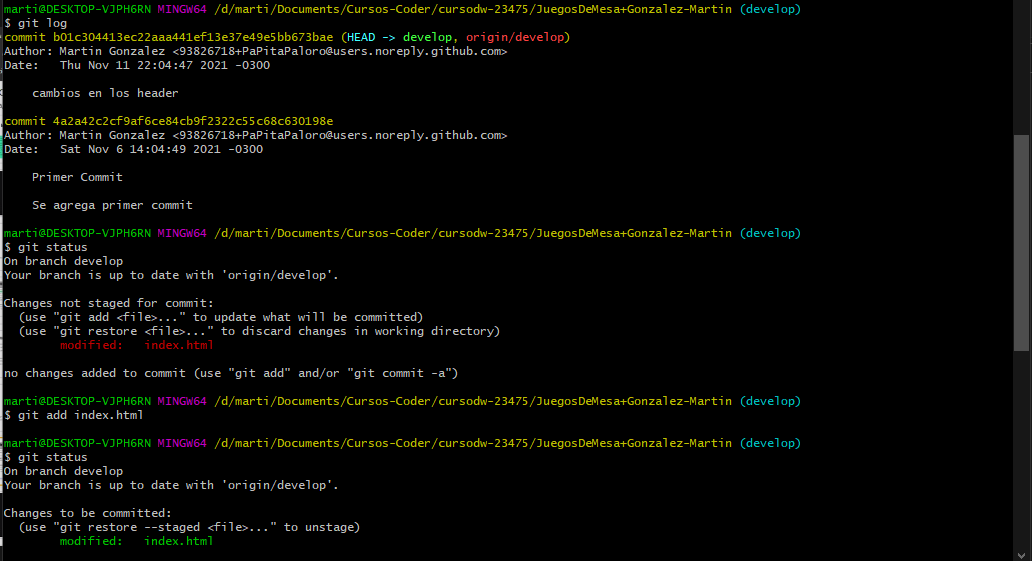 marti@DESKTOP-VJPH6RN MINGW64 /d/marti/Documents/Cursos-Coder/cursodw-23475/JuegosDeMesa+Gonzalez-Martin (develop)
$ git log
commit b01c304413ec22aaa441ef13e37e49e5bb673bae (HEAD -> develop, origin/develop)
Author: Martin Gonzalez <93826718+PaPitaPaloro@users.noreply.github.com>
Date:   Thu Nov 11 22:04:47 2021 -0300

    cambios en los header

commit 4a2a42c2cf9af6ce84cb9f2322c55c68c630198e
Author: Martin Gonzalez <93826718+PaPitaPaloro@users.noreply.github.com>
Date:   Sat Nov 6 14:04:49 2021 -0300

    Primer Commit

    Se agrega primer commit

marti@DESKTOP-VJPH6RN MINGW64 /d/marti/Documents/Cursos-Coder/cursodw-23475/JuegosDeMesa+Gonzalez-Martin (develop)
$ git status
On branch develop
Your branch is up to date with 'origin/develop'.

Changes not staged for commit:
  (use "git add <file>..." to update what will be committed)
  (use "git restore <file>..." to discard changes in working directory)
        modified:   index.html

no changes added to commit (use "git add" and/or "git commit -a")

marti@DESKTOP-VJPH6RN MINGW64 /d/marti/Documents/Cursos-Coder/cursodw-23475/JuegosDeMesa+Gonzalez-Martin (develop)
$ git add index.html

marti@DESKTOP-VJPH6RN MINGW64 /d/marti/Documents/Cursos-Coder/cursodw-23475/JuegosDeMesa+Gonzalez-Martin (develop)
$ git status
On branch develop
Your branch is up to date with 'origin/develop'.

Changes to be committed:
  (use "git restore --staged <file>..." to unstage)
        modified:   index.html